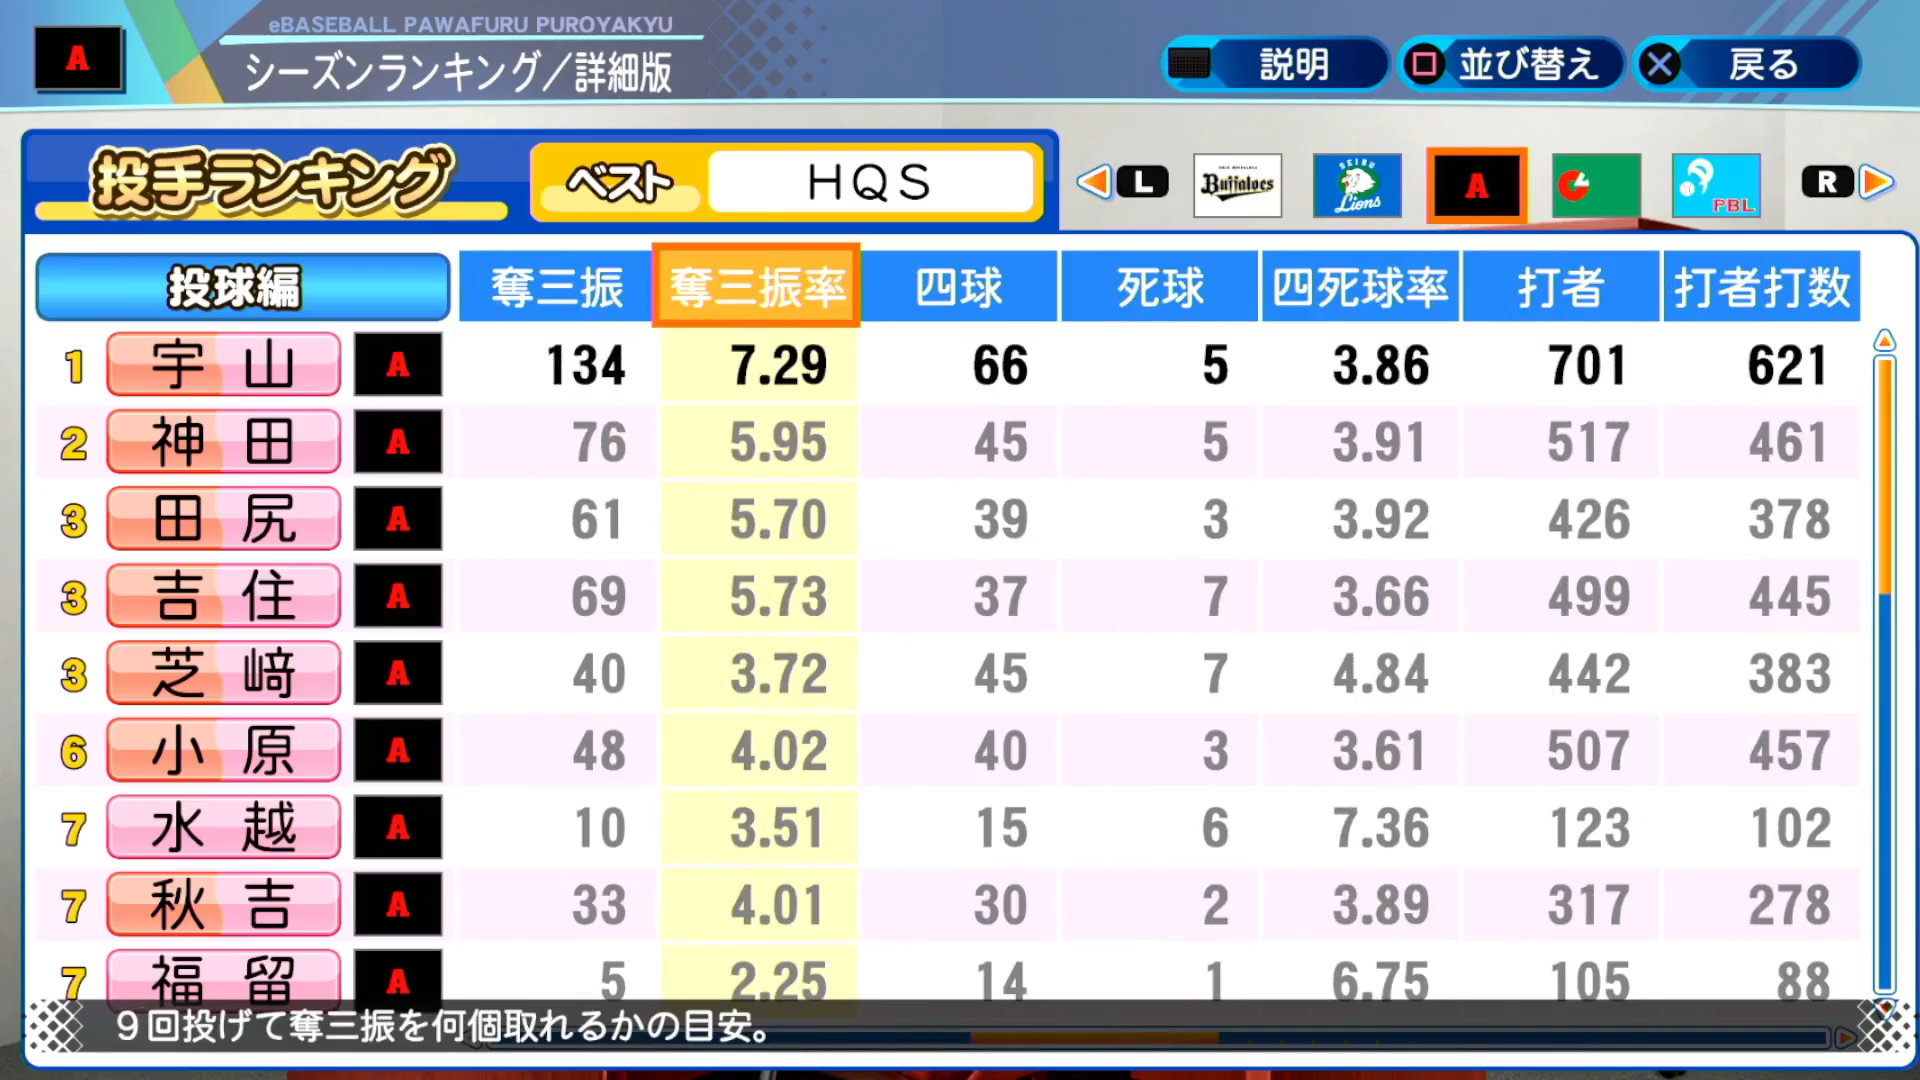 eBASEBALL PAWAFURU PUROYAKYU
A シーズンランキング／詳細版 説明 並び替え 戻る
投手ランキング ベスト HQS L Buffaloes SEIBU Lions A G PBL R
投球編 奪三振 奪三振率 四球 死球 四死球率 打者 打者打数
1 宇山 A 134 7.29 66 5 3.86 701 621
2 神田 A 76 5.95 45 5 3.91 517 461
3 田尻 A 61 5.70 39 3 3.92 426 378
3 吉住 A 69 5.73 37 7 3.66 499 445
3 芝﨑 A 40 3.72 45 7 4.84 442 383
6 小原 A 48 4.02 40 3 3.61 507 457
7 水越 A 10 3.51 15 6 7.36 123 102
7 秋吉 A 33 4.01 30 2 3.89 317 278
7 福留 A 5 2.25 14 1 6.75 105 88
９回投げて奪三振を何個取れるかの目安。